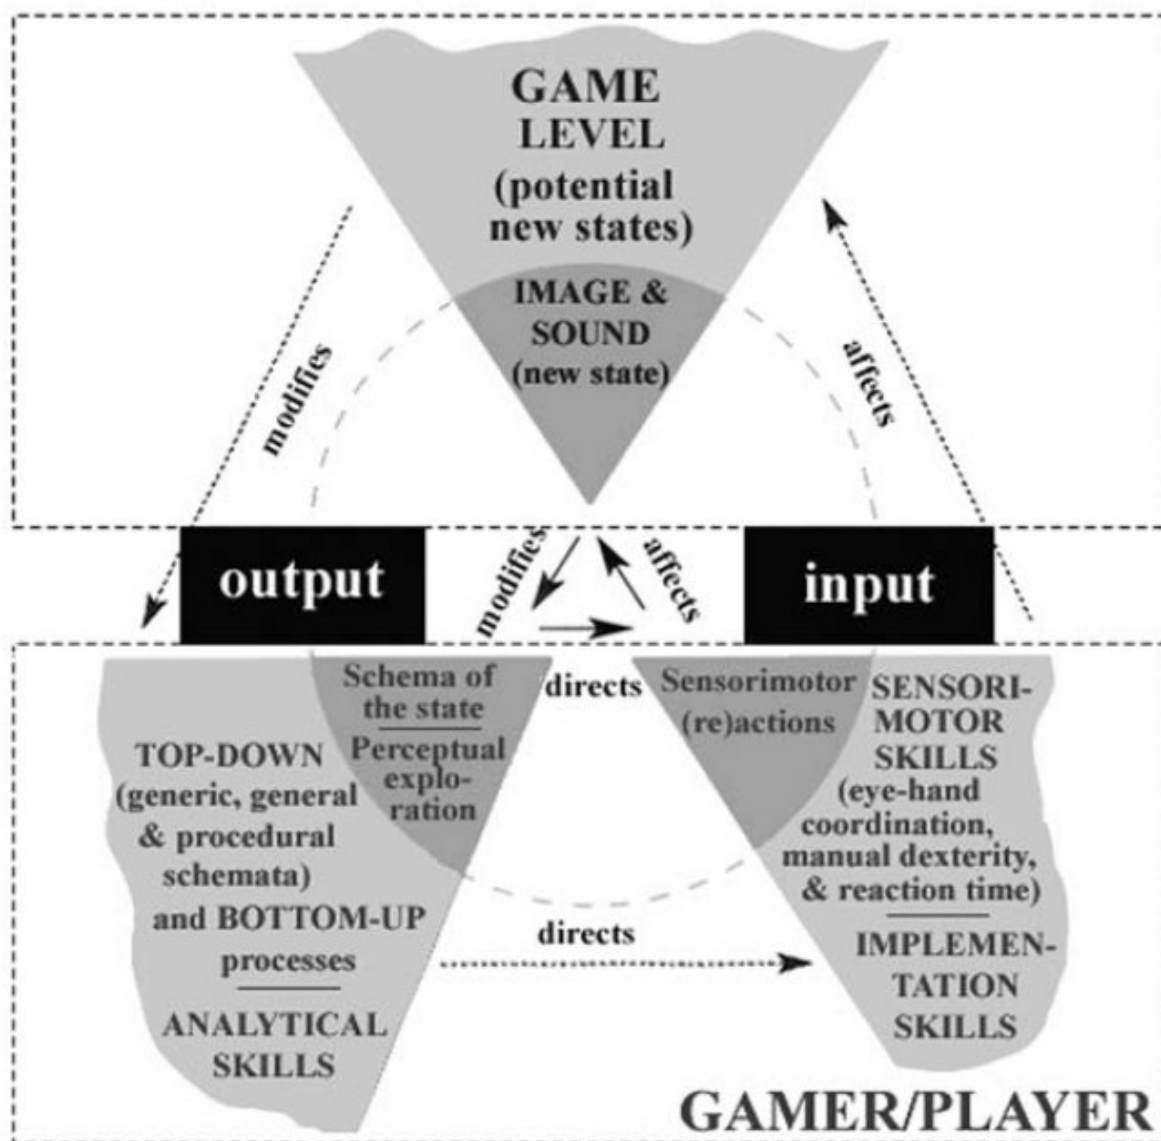 GAME
LEVEL
(potential
new states)
IMAGE &
SOUND
(new state)
modifies
affects
output
modifies
affects
input
Schema of
the state
Perceptual
explo-
ration
directs
Sensorimotor
(re)actions
SENSORI-
MOTOR
SKILLS
(eye-hand
coordination,
manual dexterity,
& reaction time)
IMPLEMEN-
TATION
SKILLS
TOP-DOWN
(generic, general
& procedural
schemata)
and BOTTOM-UP
processes
ANALYTICAL
SKILLS
directs
GAMER/PLAYER